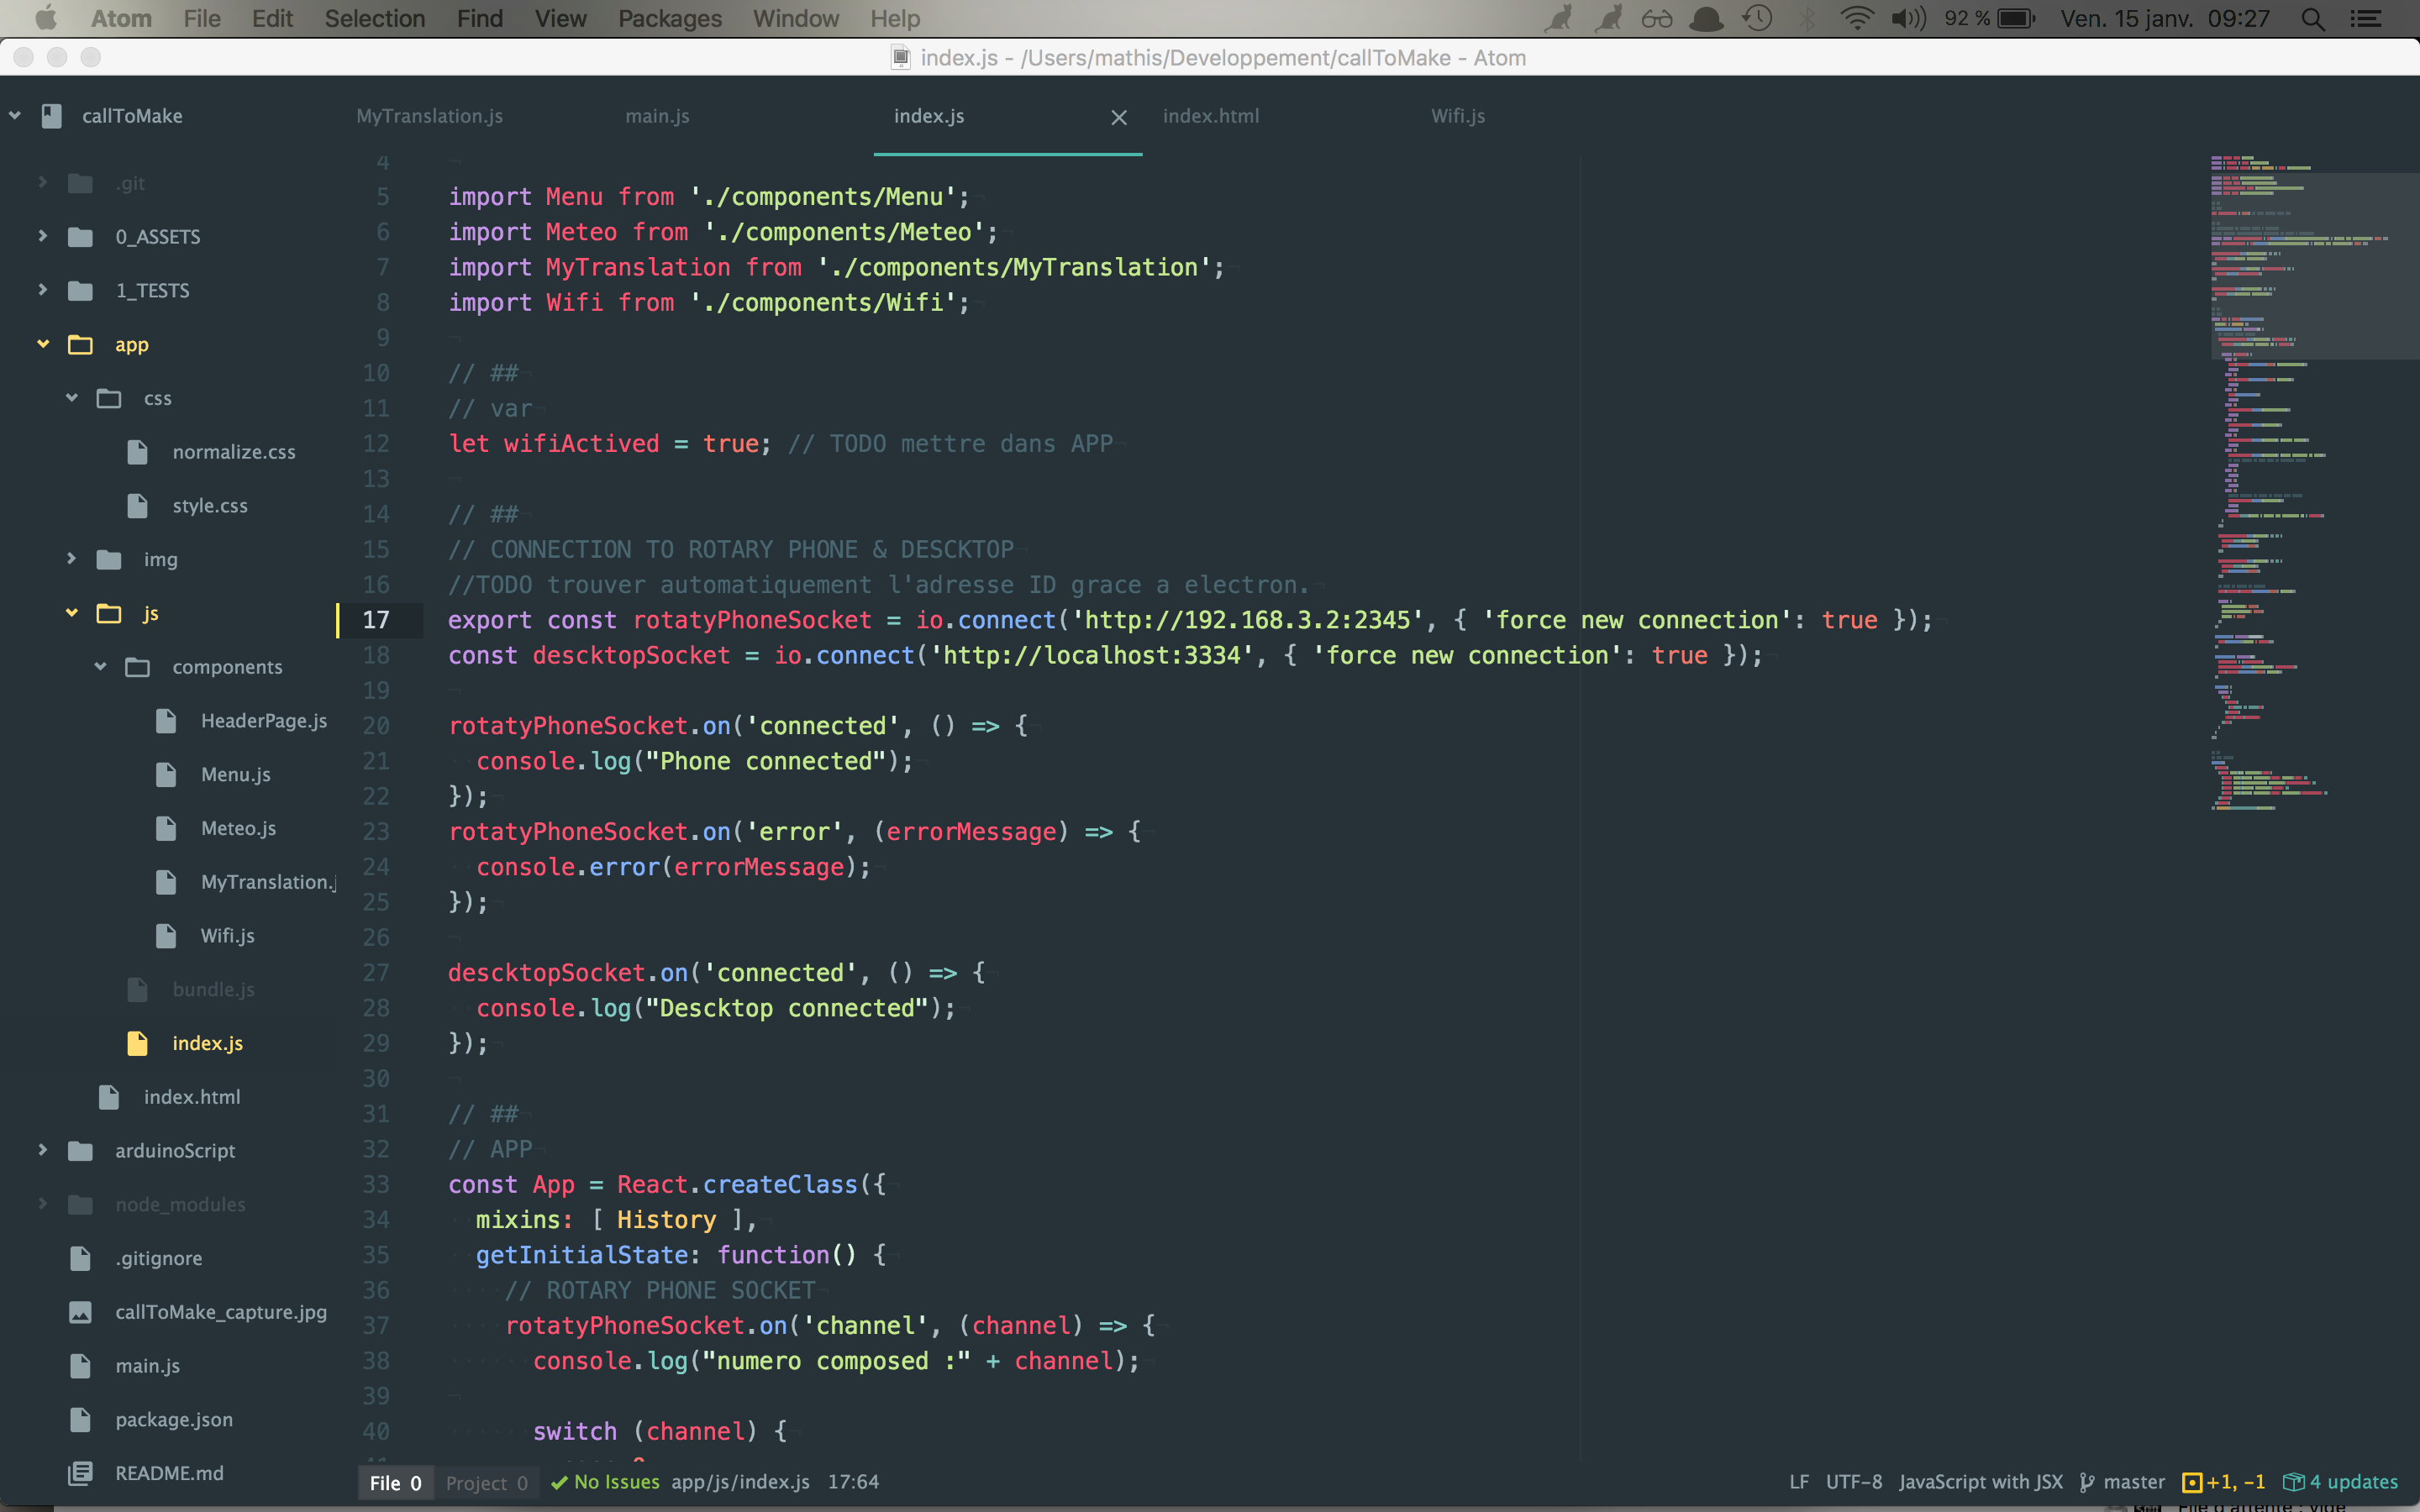 Atom File Edit Selection Find View Packages Window Help 92 % Ven. 15 janv. 09:27
index.js - /Users/mathis/Developpement/callToMake - Atom
callToMake
.git
0_ASSETS
1_TESTS
app
css
normalize.css
style.css
img
js
components
HeaderPage.js
Menu.js
Meteo.js
MyTranslation.j
Wifi.js
bundle.js
index.js
index.html
arduinoScript
node_modules
.gitignore
callToMake_capture.jpg
main.js
package.json
README.md
MyTranslation.js main.js index.js index.html Wifi.js
4
5 import Menu from './components/Menu';
6 import Meteo from './components/Meteo';
7 import MyTranslation from './components/MyTranslation';
8 import Wifi from './components/Wifi';
9
10 // ##
11 // var
12 let wifiActived = true; // TODO mettre dans APP
13
14 // ##
15 // CONNECTION TO ROTARY PHONE & DESCKTOP
16 //TODO trouver automatiquement l'adresse ID grace a electron.
17 export const rotatyPhoneSocket = io.connect('http://192.168.3.2:2345', { 'force new connection': true });
18 const descktopSocket = io.connect('http://localhost:3334', { 'force new connection': true });
19
20 rotatyPhoneSocket.on('connected', () => {
21 console.log("Phone connected");
22 });
23 rotatyPhoneSocket.on('error', (errorMessage) => {
24 console.error(errorMessage);
25 });
26
27 descktopSocket.on('connected', () => {
28 console.log("Descktop connected");
29 });
30
31 // ##
32 // APP
33 const App = React.createClass({
34 mixins: [ History ],
35 getInitialState: function() {
36 // ROTARY PHONE SOCKET
37 rotatyPhoneSocket.on('channel', (channel) => {
38 console.log("numero composed :" + channel);
39
40 switch (channel) {
File 0 Project 0 No Issues app/js/index.js 17:64 LF UTF-8 JavaScript with JSX master +1, -1 4 updates